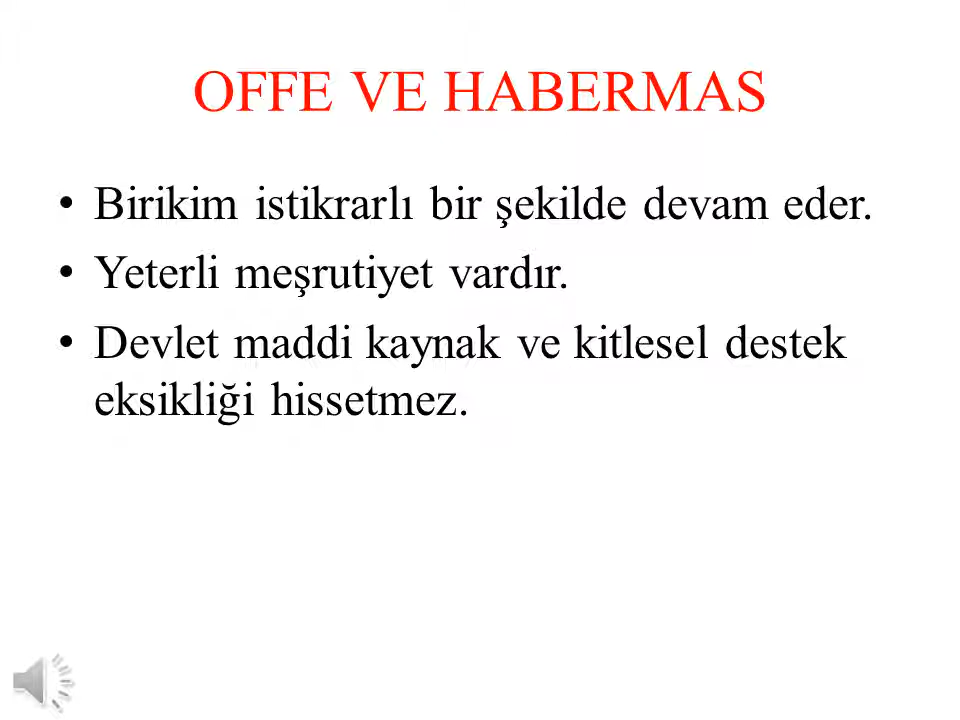 OFFE VE HABERMAS
• Birikim istikrarlı bir şekilde devam eder.
• Yeterli meşrutiyet vardır.
• Devlet maddi kaynak ve kitlesel destek
eksikliği hissetmez.